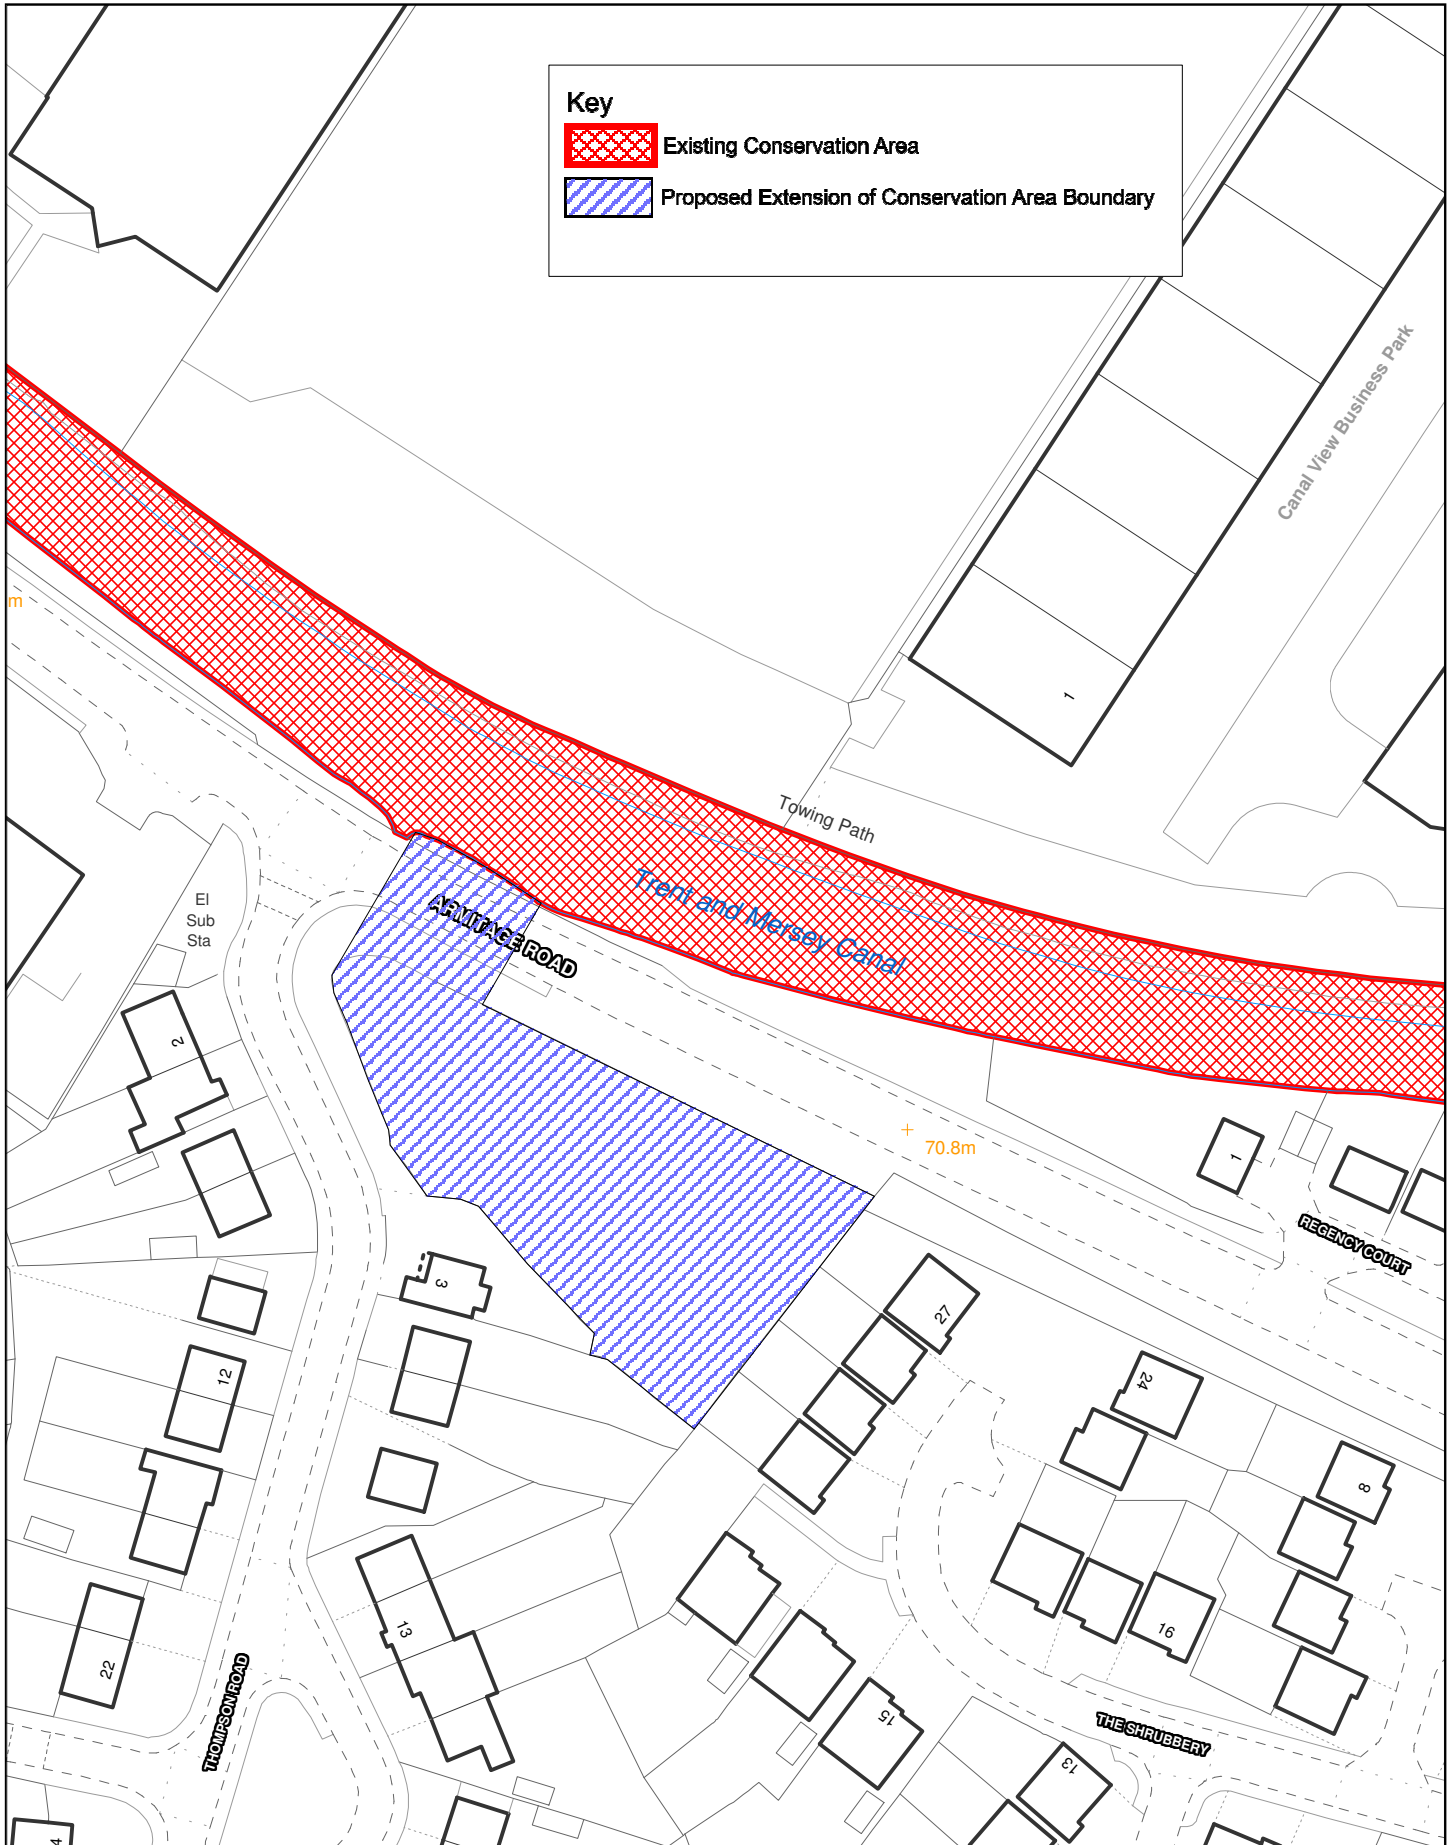 Key
Existing Conservation Area
Proposed Extension of Conservation Area Boundary
Canal View Business Park
m
1
Towing Path
Trent and Mersey Canal
El
Sub
Sta
ARMITAGE ROAD
2
70.8m
1
REGENCY COURT
3
27
12
24
8
13
16
22
THOMPSON ROAD
15
THE SHRUBBERY
13
4